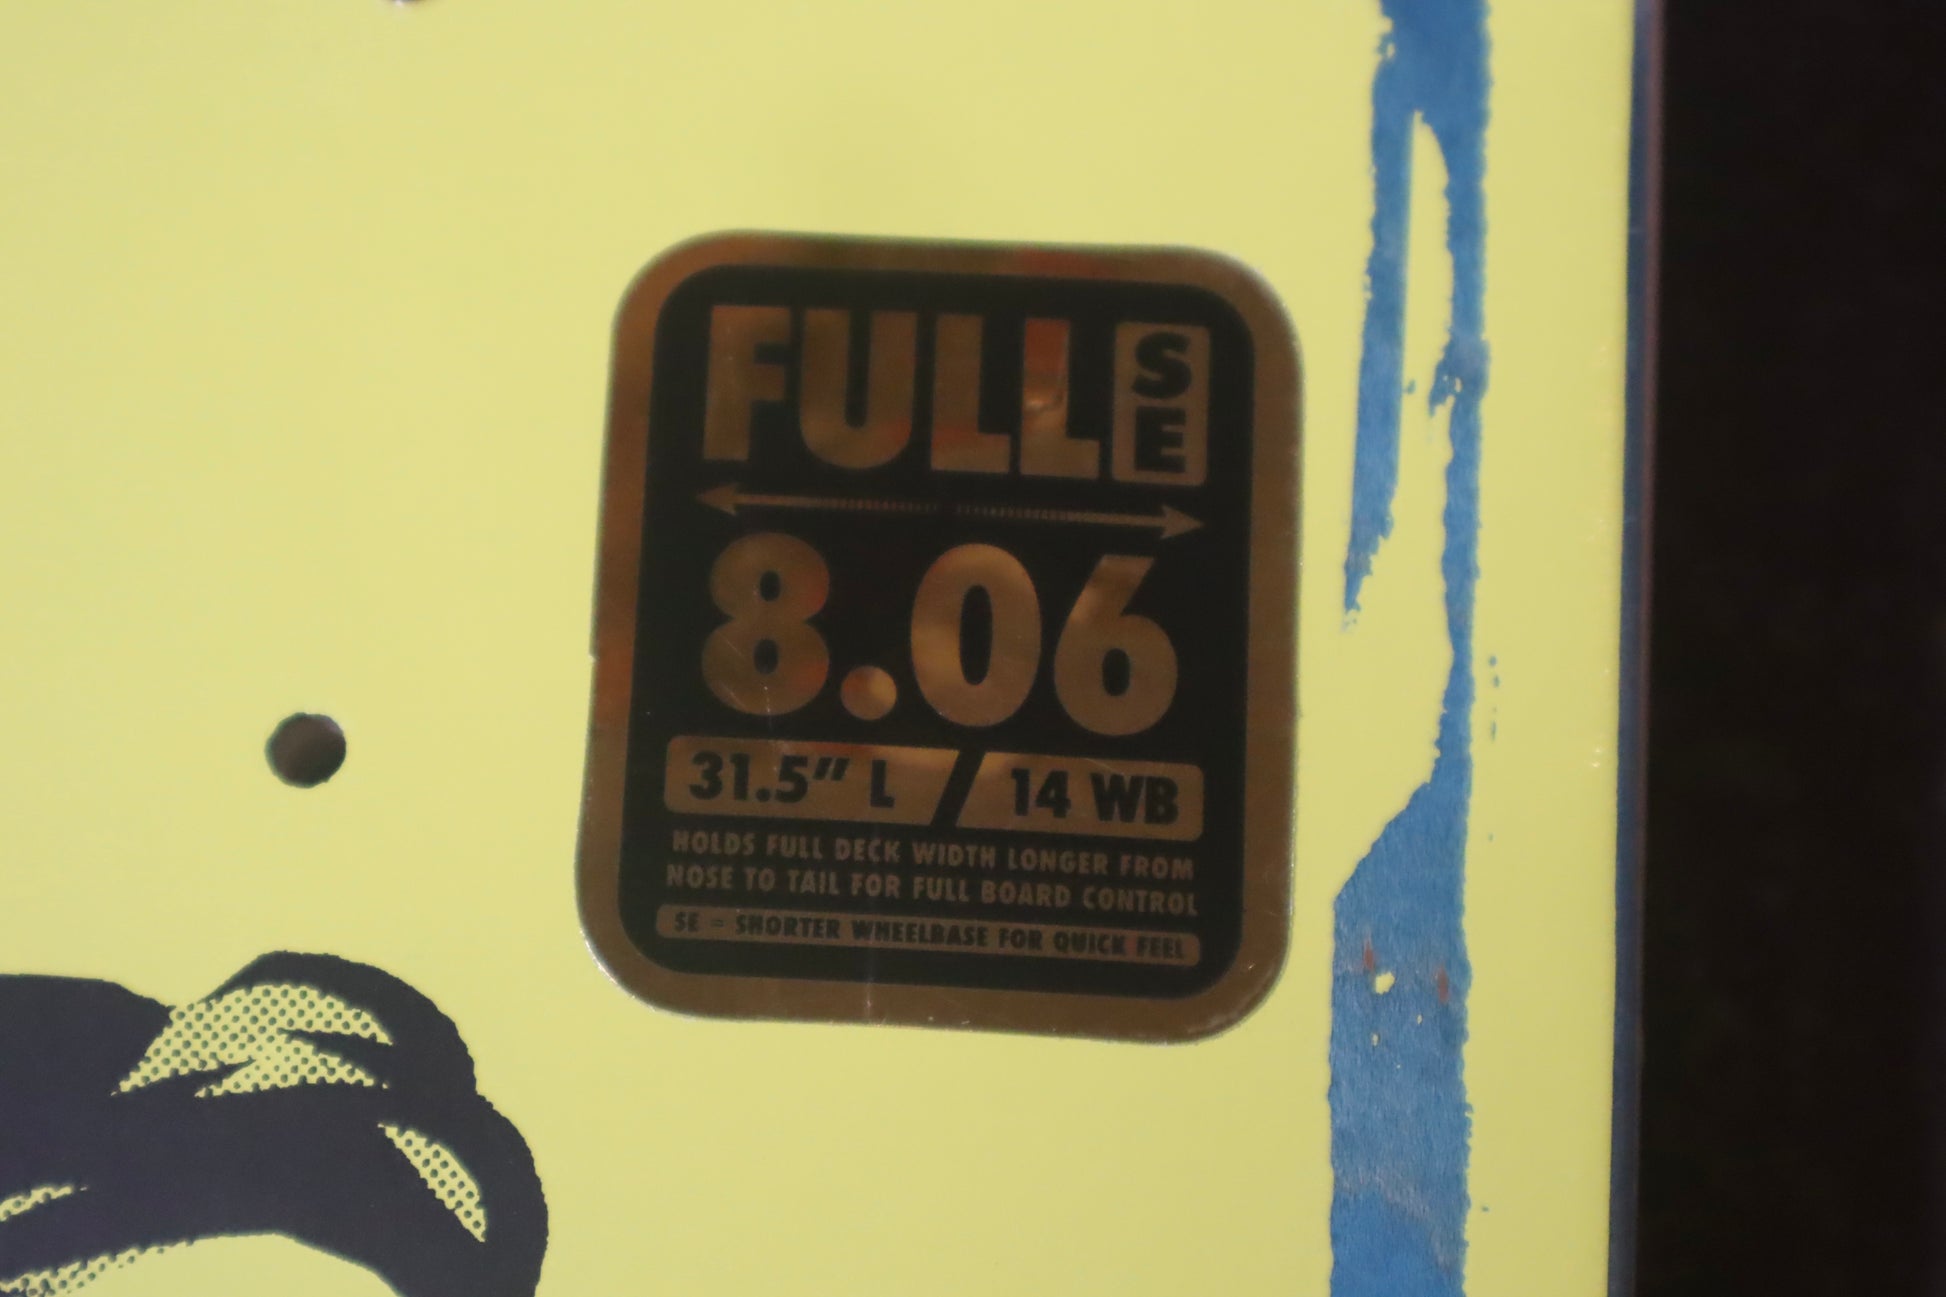 FULL SE
8.06
31.5" L / 14 WB
HOLDS FULL DECK WIDTH LONGER FROM
NOSE TO TAIL FOR FULL BOARD CONTROL
SE = SHORTER WHEELBASE FOR QUICK FEEL